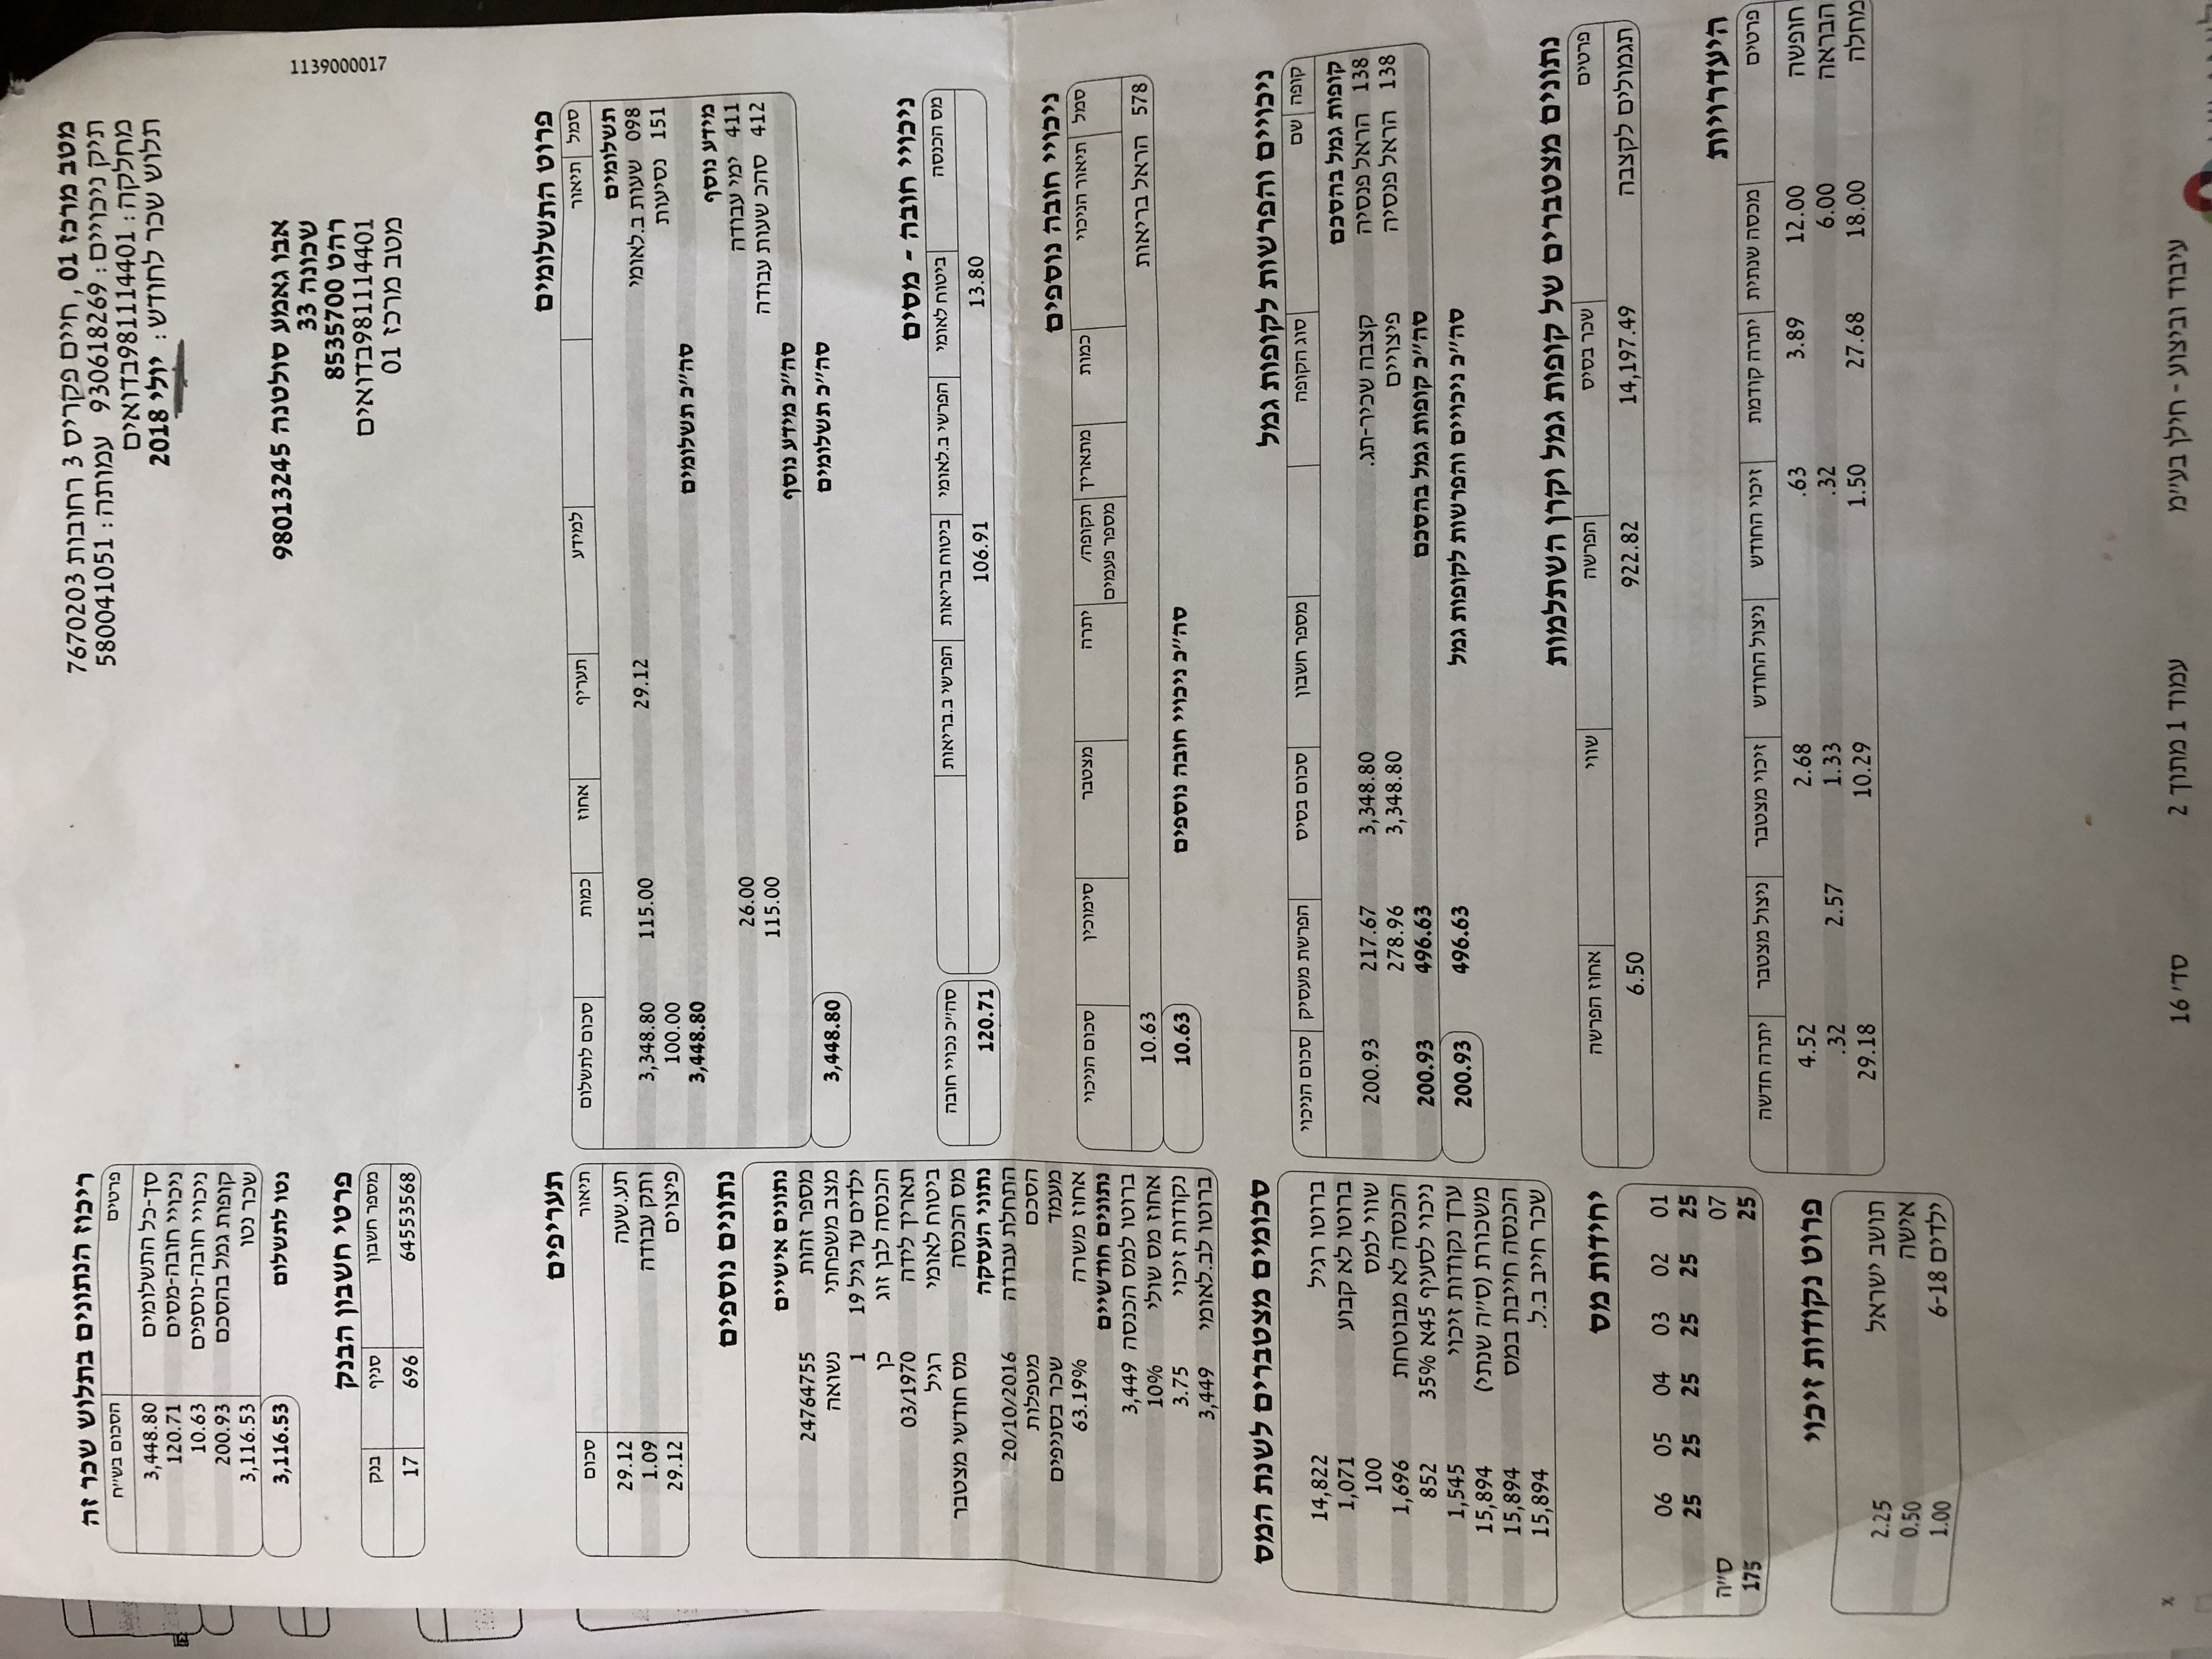 מטב מרכז 01 , חיים פקריס 3 רחובות 7670203
תיק ניכויים : 930618269 עמותה : 580041051
מחלקה : 981114401בדואים
תלוש שכר לחודש : יולי 2018
אבו גאמע סולטנה 98013245
שכונה 33
רהט 8535700
981114401בדואים
מטב מרכז 01
1139000017
ריכוז הנתונים בתלוש שכר זה
פרטים הסכום בש״ח
סך-כל התשלומים 3,448.80
ניכויי חובה-מסים 120.71
ניכויי חובה-נוספים 10.63
קופות גמל בהסכם 200.93
שכר נטו 3,116.53
נטו לתשלום 3,116.53
פרטי חשבון הבנק
מספר חשבון סניף בנק
64553568 696 17
פרוט התשלומים
סמל תיאור למידע תעריף אחוז כמות סכום לתשלום
תשלומים
098 שעות ב.לאומי 29.12 115.00 3,348.80
151 נסיעות 100.00
סה״כ תשלומים 3,448.80
מידע נוסף
411 ימי עבודה 26.00
412 סהכ שעות עבודה 115.00
סה״כ מידע נוסף
סה״כ תשלומים 3,448.80
תעריפים
תיאור סכום
תע.שעה 29.12
ותק עבודה 1.09
פיצוים 29.12
נתונים נוספים
נתונים אישיים
מספר זהות 24764755
מצב משפחתי נשואה
ילדים עד גיל 19 1
הכנסה לבן זוג כן
תאריך לידה 03/1970
ביטוח לאומי רגיל
מס הכנסה מס חודשי מצטבר
נתוני העסקה
התחלת עבודה 20/10/2016
הסכם מטפלות
מעמד שכר בסניפים
אחוז משרה 63.19%
נתונים חודשיים
ברוטו למס הכנסה 3,449
אחוז מס שולי 10%
נקודות זיכוי 3.75
ברוטו לב.לאומי 3,449
ניכויי חובה - מסים
מס הכנסה ביטוח לאומי הפרשי ב.לאומי ביטוח בריאות הפרשי ב.בריאות סה״כ נכויי חובה
13.80 106.91 120.71
ניכויי חובה נוספים
סמל תיאור הניכוי כמות מתאריך תקופה/ מספר פעמים יתרה מצטבר סימוכין סכום הניכוי
578 הראל בריאות 10.63
סה״כ ניכויי חובה נוספים 10.63
ניכויים והפרשות לקופות גמל
קופה שם סוג הקופה מספר חשבון סכום בסיס הפרשת מעסיק סכום הניכוי
קופות גמל בהסכם
138 הראל פנסיה קצבה שכיר-תג. 3,348.80 217.67 200.93
138 הראל פנסיה פיצויים 3,348.80 278.96
סה״כ קופות גמל בהסכם 496.63 200.93
סה״כ ניכויים והפרשות לקופות גמל 496.63 200.93
סכומים מצטברים לשנת המס
ברוטו רגיל 14,822
ברוטו לא קבוע 1,071
שווי למס 100
הכנסה לא מבוטחת 1,696
ניכוי לסעיף 45א 35% 852
ערך נקודות זיכוי 1,545
משכורת (ס״ה שנתי) 15,894
הכנסה חייבת במס 15,894
שכר חייב ב.ל. 15,894
נתונים מצטברים של קופות גמל וקרן השתלמות
פרטים שכר בסיס הפרשה שווי אחוז הפרשה
תגמולים לקצבה 14,197.49 922.82 6.50
יחידות מס
01 02 03 04 05 06
25 25 25 25 25 25
07 ס״ה
25 175
היעדרויות
פרטים מכסה שנתית יתרה קודמת זיכוי החודש ניצול החודש זיכוי מצטבר ניצול מצטבר יתרה חדשה
חופשה 12.00 3.89 .63 2.68 4.52
הבראה 6.00 .32 1.33 2.57 .32
מחלה 18.00 27.68 1.50 10.29 29.18
פרוט נקודות זיכוי
תושב ישראל 2.25
אישה 0.50
ילדים 6-18 1.00
עיבוד וביצוע - חילן בע״מ עמוד 1 מתוך 2 סד׳ 16